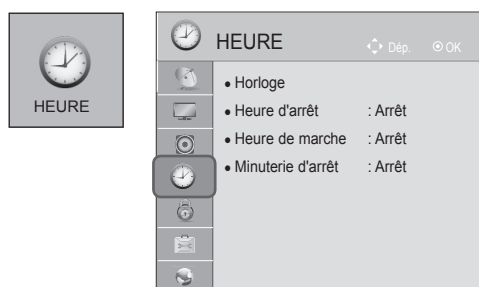 HEURE
HEURE Dép. OK
• Horloge
• Heure d'arrêt : Arrêt
• Heure de marche : Arrêt
• Minuterie d'arrêt : Arrêt